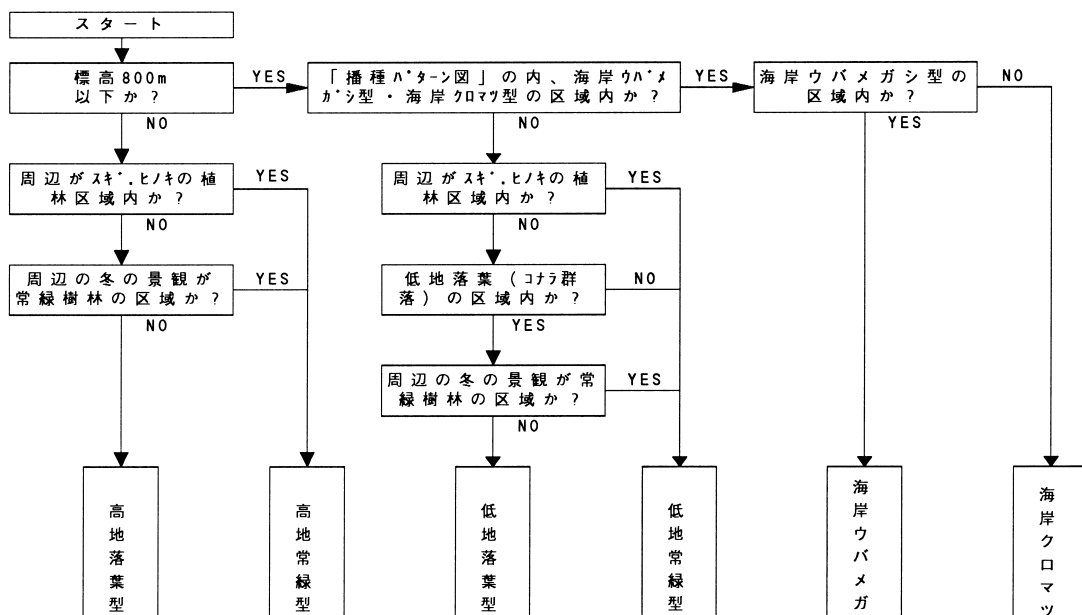 スタート
標高800m
以下か?
YES
「播種パターン図」の内、海岸ウバメ
ガシ型・海岸クロマツ型の区域内か?
YES
海岸ウバメガシ型の
区域内か?
NO
NO
NO
YES
周辺がスギ.ヒノキの植
林区域内か?
YES
周辺がスギ.ヒノキの植
林区域内か?
YES
NO
NO
周辺の冬の景観が
常緑樹林の区域か?
YES
低地落葉(コナラ群
落)の区域内か?
NO
NO
YES
周辺の冬の景観が常
緑樹林の区域か?
YES
NO
高地落葉型
高地常緑型
低地落葉型
低地常緑型
海岸ウバメガ
海岸クロマツ